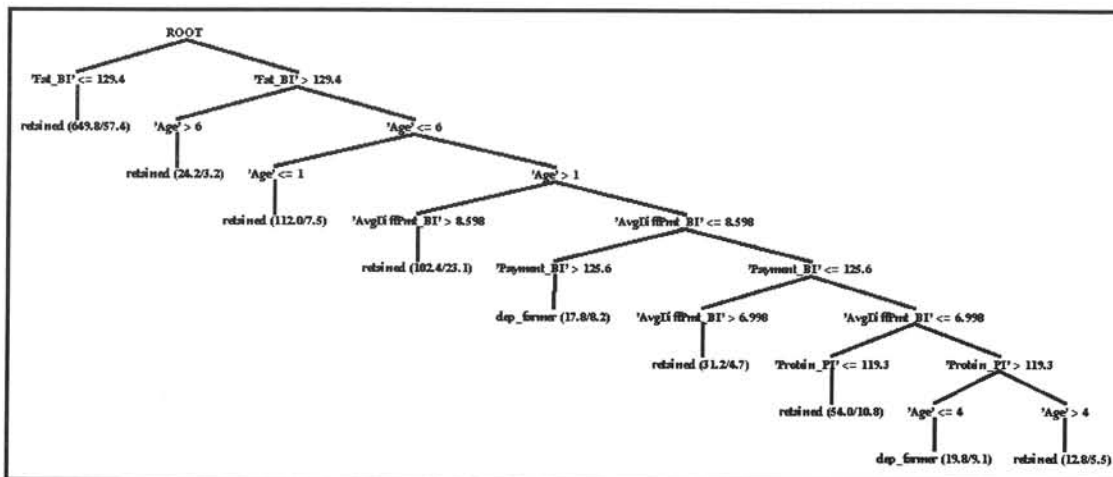 ROOT
'Fat_BI' <= 129.4
'Fat_BI' > 129.4
retained (649.8/57.4)
'Age' > 6
'Age' <= 6
retained (24.2/3.2)
'Age' <= 1
'Age' > 1
retained (112.0/7.5)
'AvgDiffPmt_BI' > 8.598
'AvgDiffPmt_BI' <= 8.598
retained (102.4/23.1)
'Payment_BI' > 125.6
'Payment_BI' <= 125.6
dep_former (17.8/8.2)
'AvgDiffPmt_BI' > 6.998
'AvgDiffPmt_BI' <= 6.998
retained (31.2/4.7)
'Protein_PI' <= 119.3
'Protein_PI' > 119.3
retained (54.0/10.8)
'Age' <= 4
'Age' > 4
dep_former (19.8/9.1)
retained (12.8/5.5)